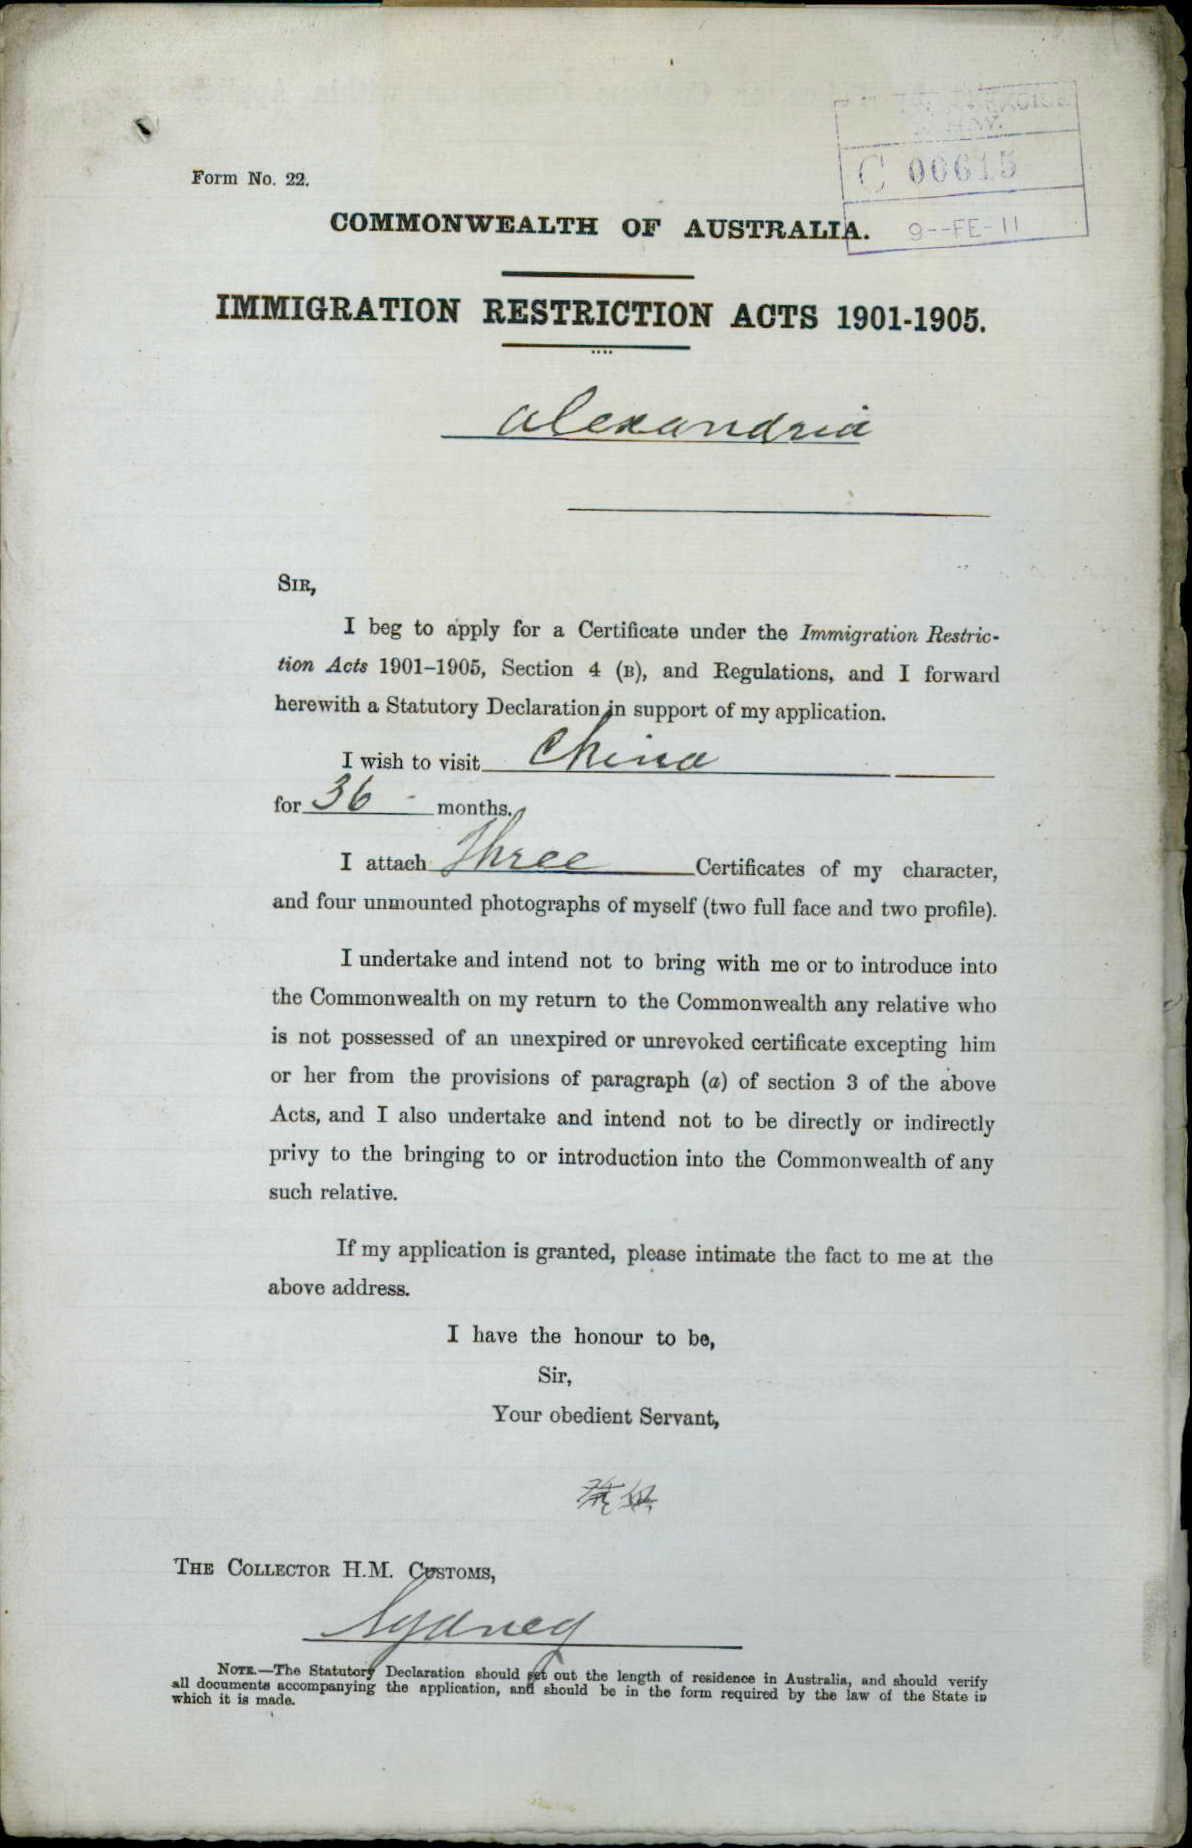 C 00615
9--FE-11
Form No. 22.
COMMONWEALTH OF AUSTRALIA.
IMMIGRATION RESTRICTION ACTS 1901-1905.
Alexandria
SIR,
I beg to apply for a Certificate under the Immigration Restric-
tion Acts 1901–1905, Section 4 (B), and Regulations, and I forward
herewith a Statutory Declaration in support of my application.
I wish to visit China
for 36 - months.
I attach three Certificates of my character,
and four unmounted photographs of myself (two full face and two profile).
I undertake and intend not to bring with me or to introduce into
the Commonwealth on my return to the Commonwealth any relative who
is not possessed of an unexpired or unrevoked certificate excepting him
or her from the provisions of paragraph (a) of section 3 of the above
Acts, and I also undertake and intend not to be directly or indirectly
privy to the bringing to or introduction into the Commonwealth of any
such relative.
If my application is granted, please intimate the fact to me at the
above address.
I have the honour to be,
Sir,
Your obedient Servant,
THE COLLECTOR H.M. CUSTOMS,
Sydney
NOTE.—The Statutory Declaration should set out the length of residence in Australia, and should verify
all documents accompanying the application, and should be in the form required by the law of the State in
which it is made.